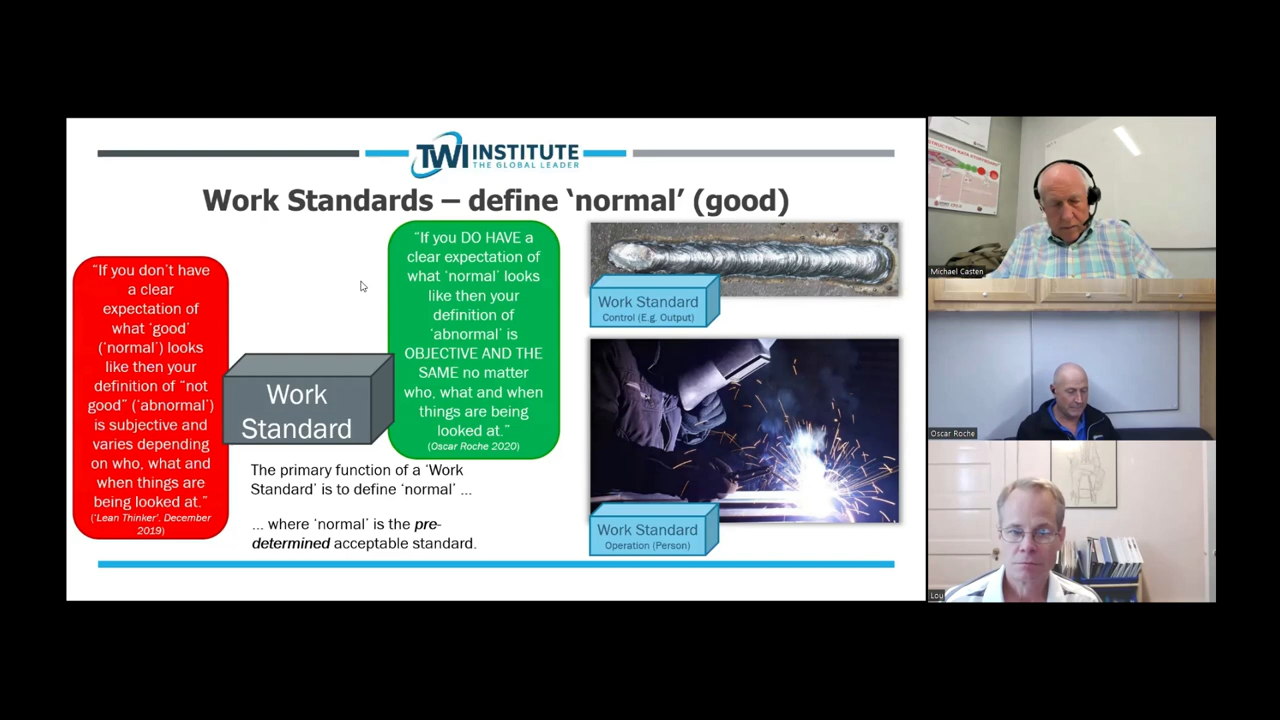 TWI INSTITUTE
THE GLOBAL LEADER
Work Standards – define ‘normal’ (good)
“If you don’t have
a clear
expectation of
what ‘good’
(‘normal’) looks
like then your
definition of “not
good” (‘abnormal’)
is subjective and
varies depending
on who, what and
when things are
being looked at.”
(‘Lean Thinker’. December
2019)
Work
Standard
“If you DO HAVE a
clear expectation of
what ‘normal’ looks
like then your
definition of
‘abnormal’ is
OBJECTIVE AND THE
SAME no matter
who, what and when
things are being
looked at.”
(Oscar Roche 2020)
The primary function of a ‘Work
Standard’ is to define ‘normal’ ...
... where ‘normal’ is the pre-
determined acceptable standard.
Work Standard
Control (E.g. Output)
Work Standard
Operation (Person)
Michael Casten
Oscar Roche
Lou